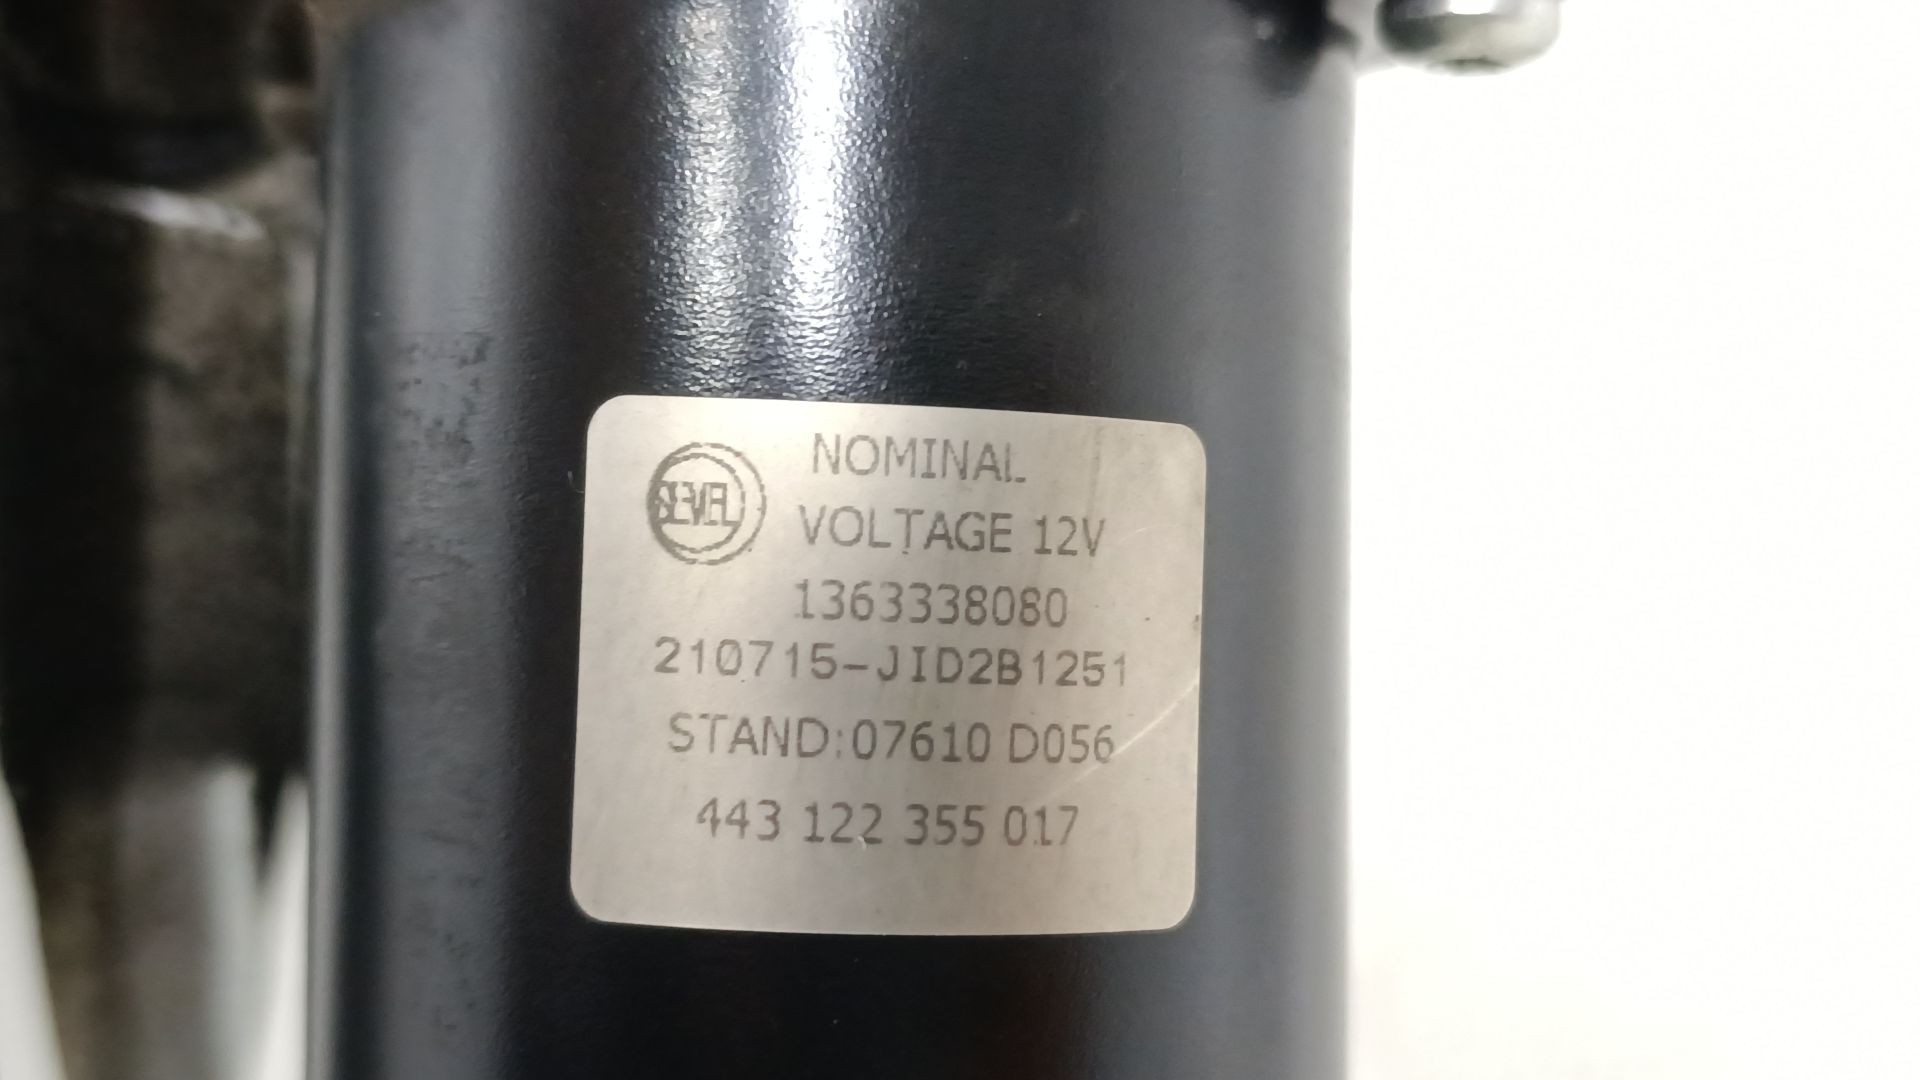 NOMINAL
SEVEL VOLTAGE 12V
1363338080
210715-JID2B1251
STAND:07610 D056
443 122 355 017